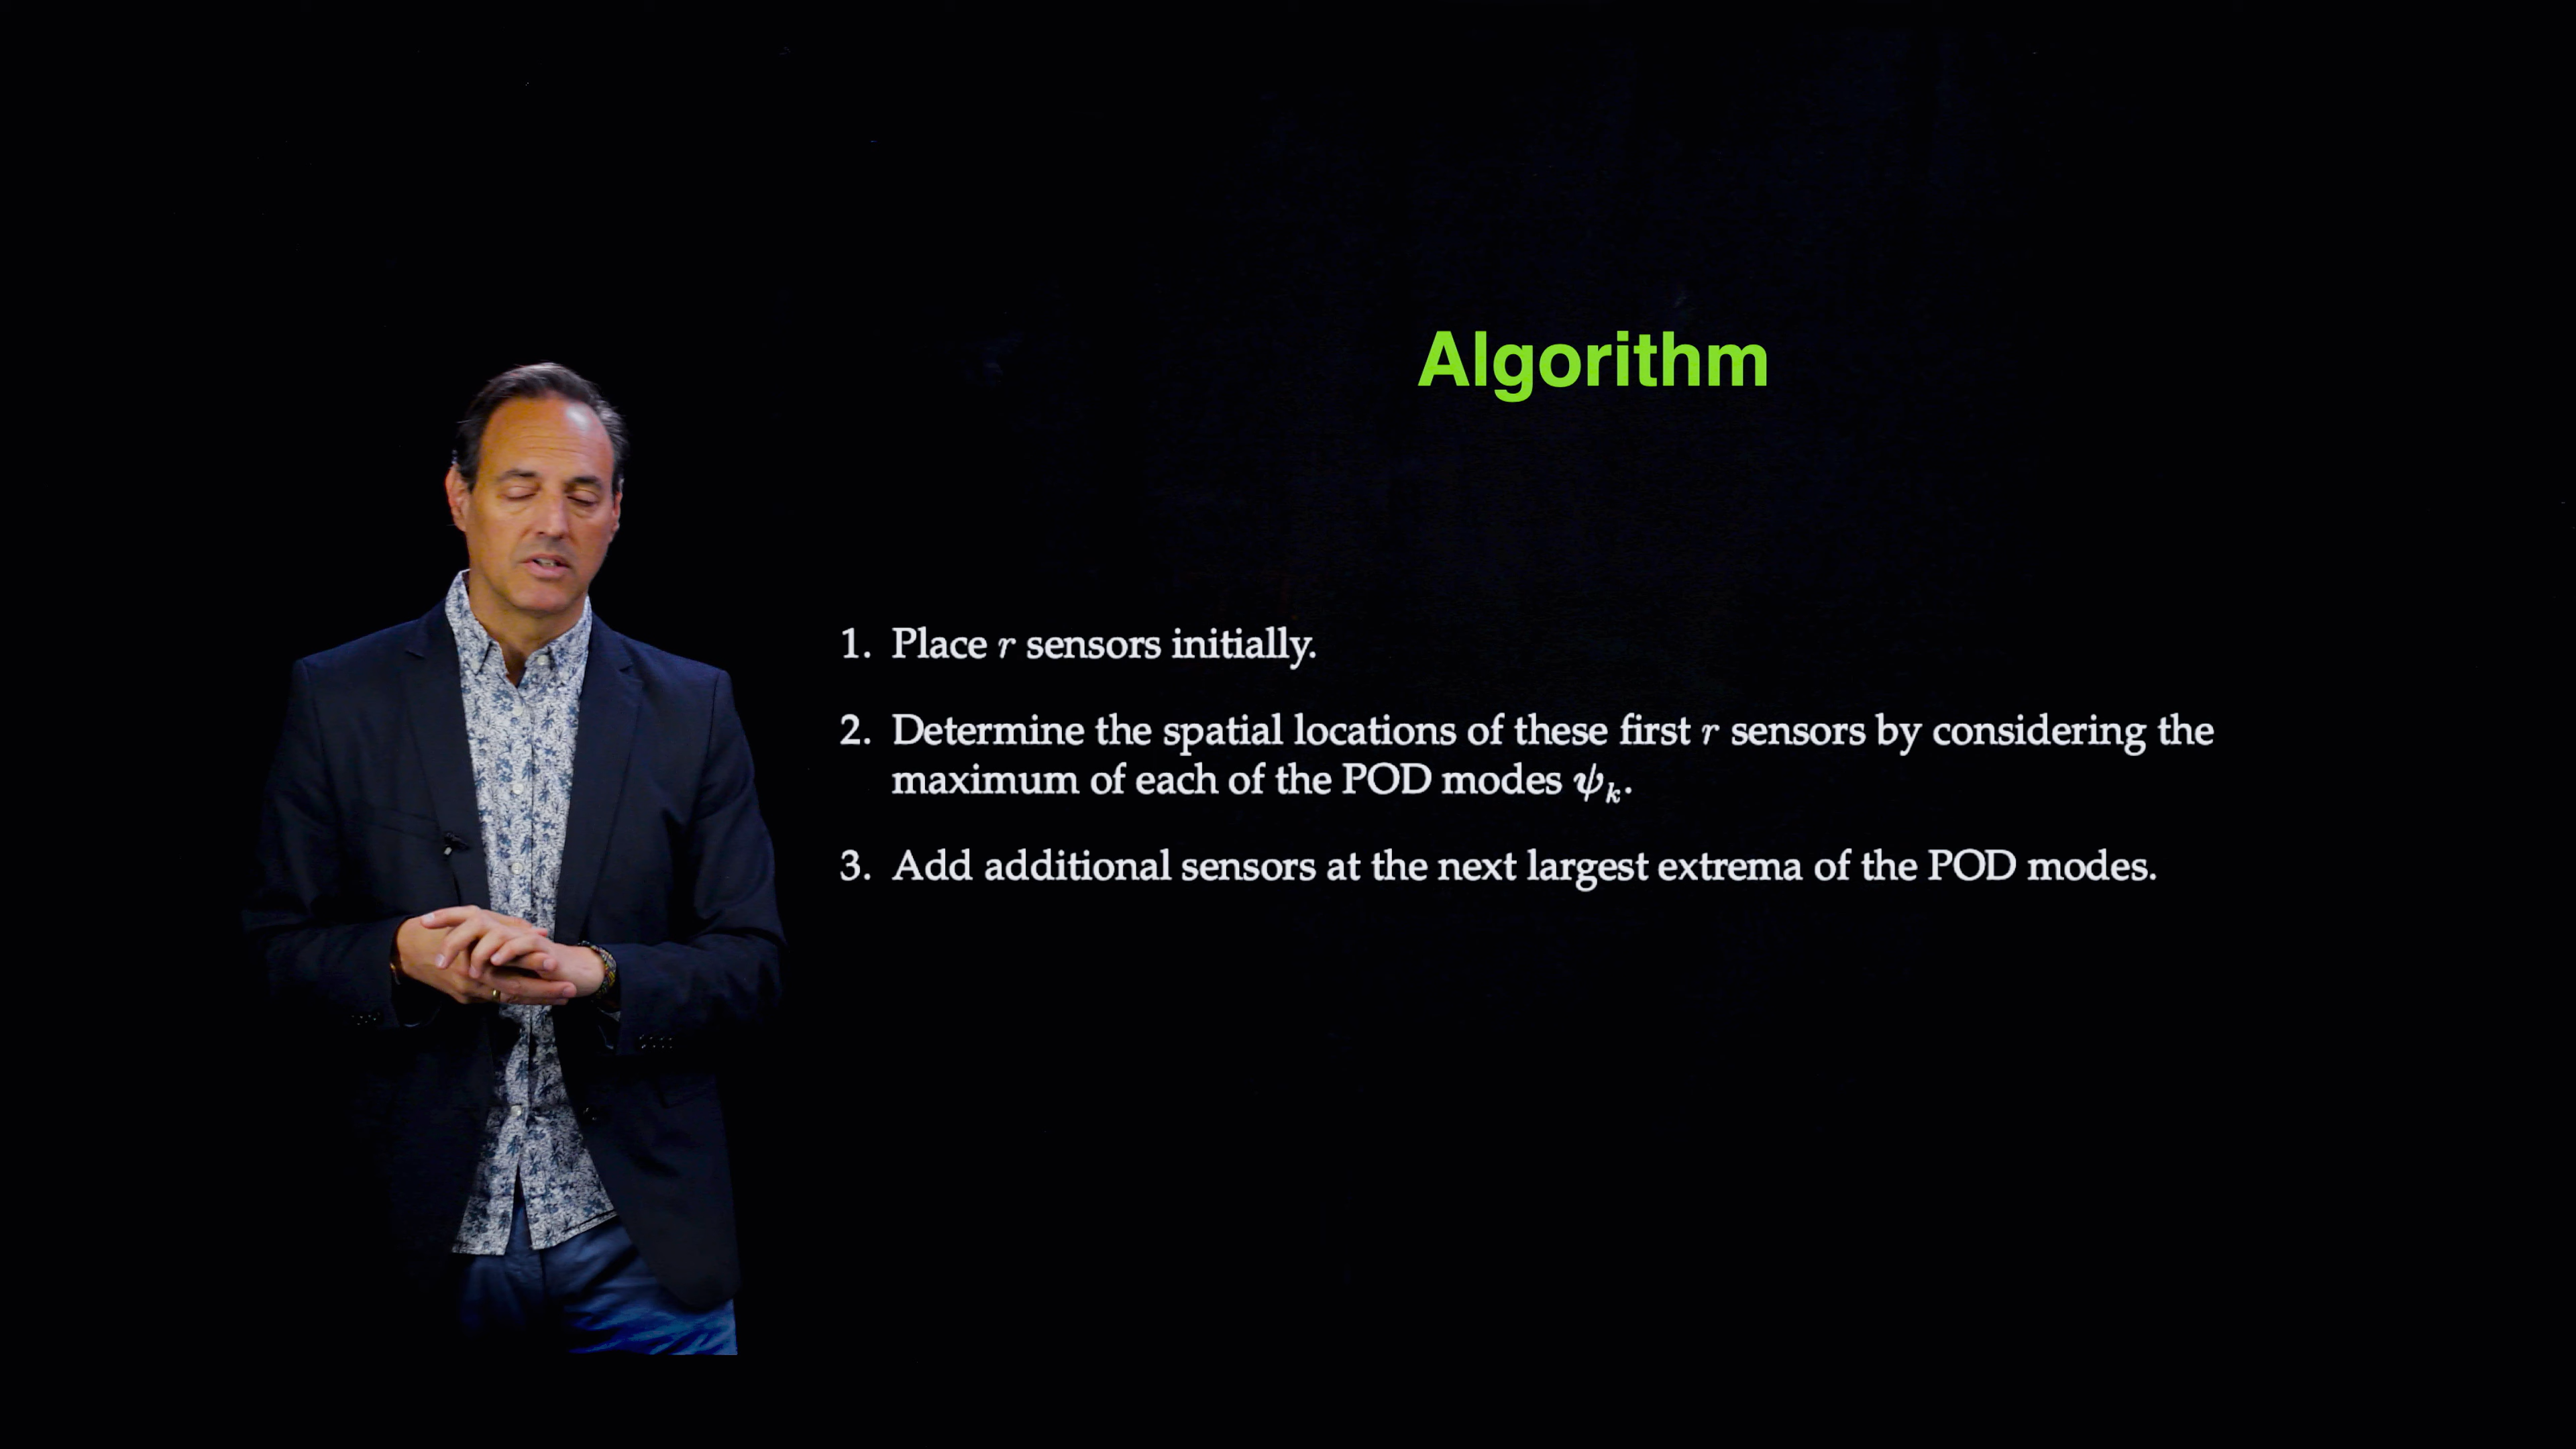 Algorithm
1. Place r sensors initially.
2. Determine the spatial locations of these first r sensors by considering the
maximum of each of the POD modes ψₖ.
3. Add additional sensors at the next largest extrema of the POD modes.